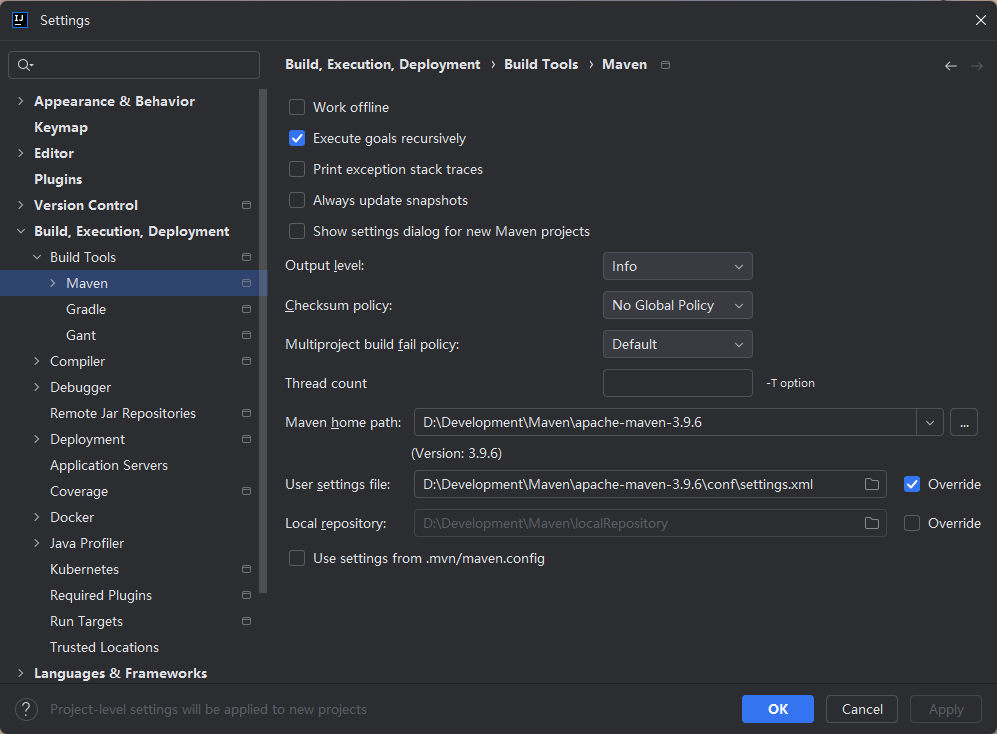 Settings
Build, Execution, Deployment › Build Tools › Maven
Appearance & Behavior
Keymap
Editor
Plugins
Version Control
Build, Execution, Deployment
Build Tools
Maven
Gradle
Gant
Compiler
Debugger
Remote Jar Repositories
Deployment
Application Servers
Coverage
Docker
Java Profiler
Kubernetes
Required Plugins
Run Targets
Trusted Locations
Languages & Frameworks
Work offline
Execute goals recursively
Print exception stack traces
Always update snapshots
Show settings dialog for new Maven projects
Output level: Info
Checksum policy: No Global Policy
Multiproject build fail policy: Default
Thread count -T option
Maven home path: D:\Development\Maven\apache-maven-3.9.6 ...
(Version: 3.9.6)
User settings file: D:\Development\Maven\apache-maven-3.9.6\conf\settings.xml Override
Local repository: D:\Development\Maven\localRepository Override
Use settings from .mvn/maven.config
? Project-level settings will be applied to new projects
OK Cancel Apply